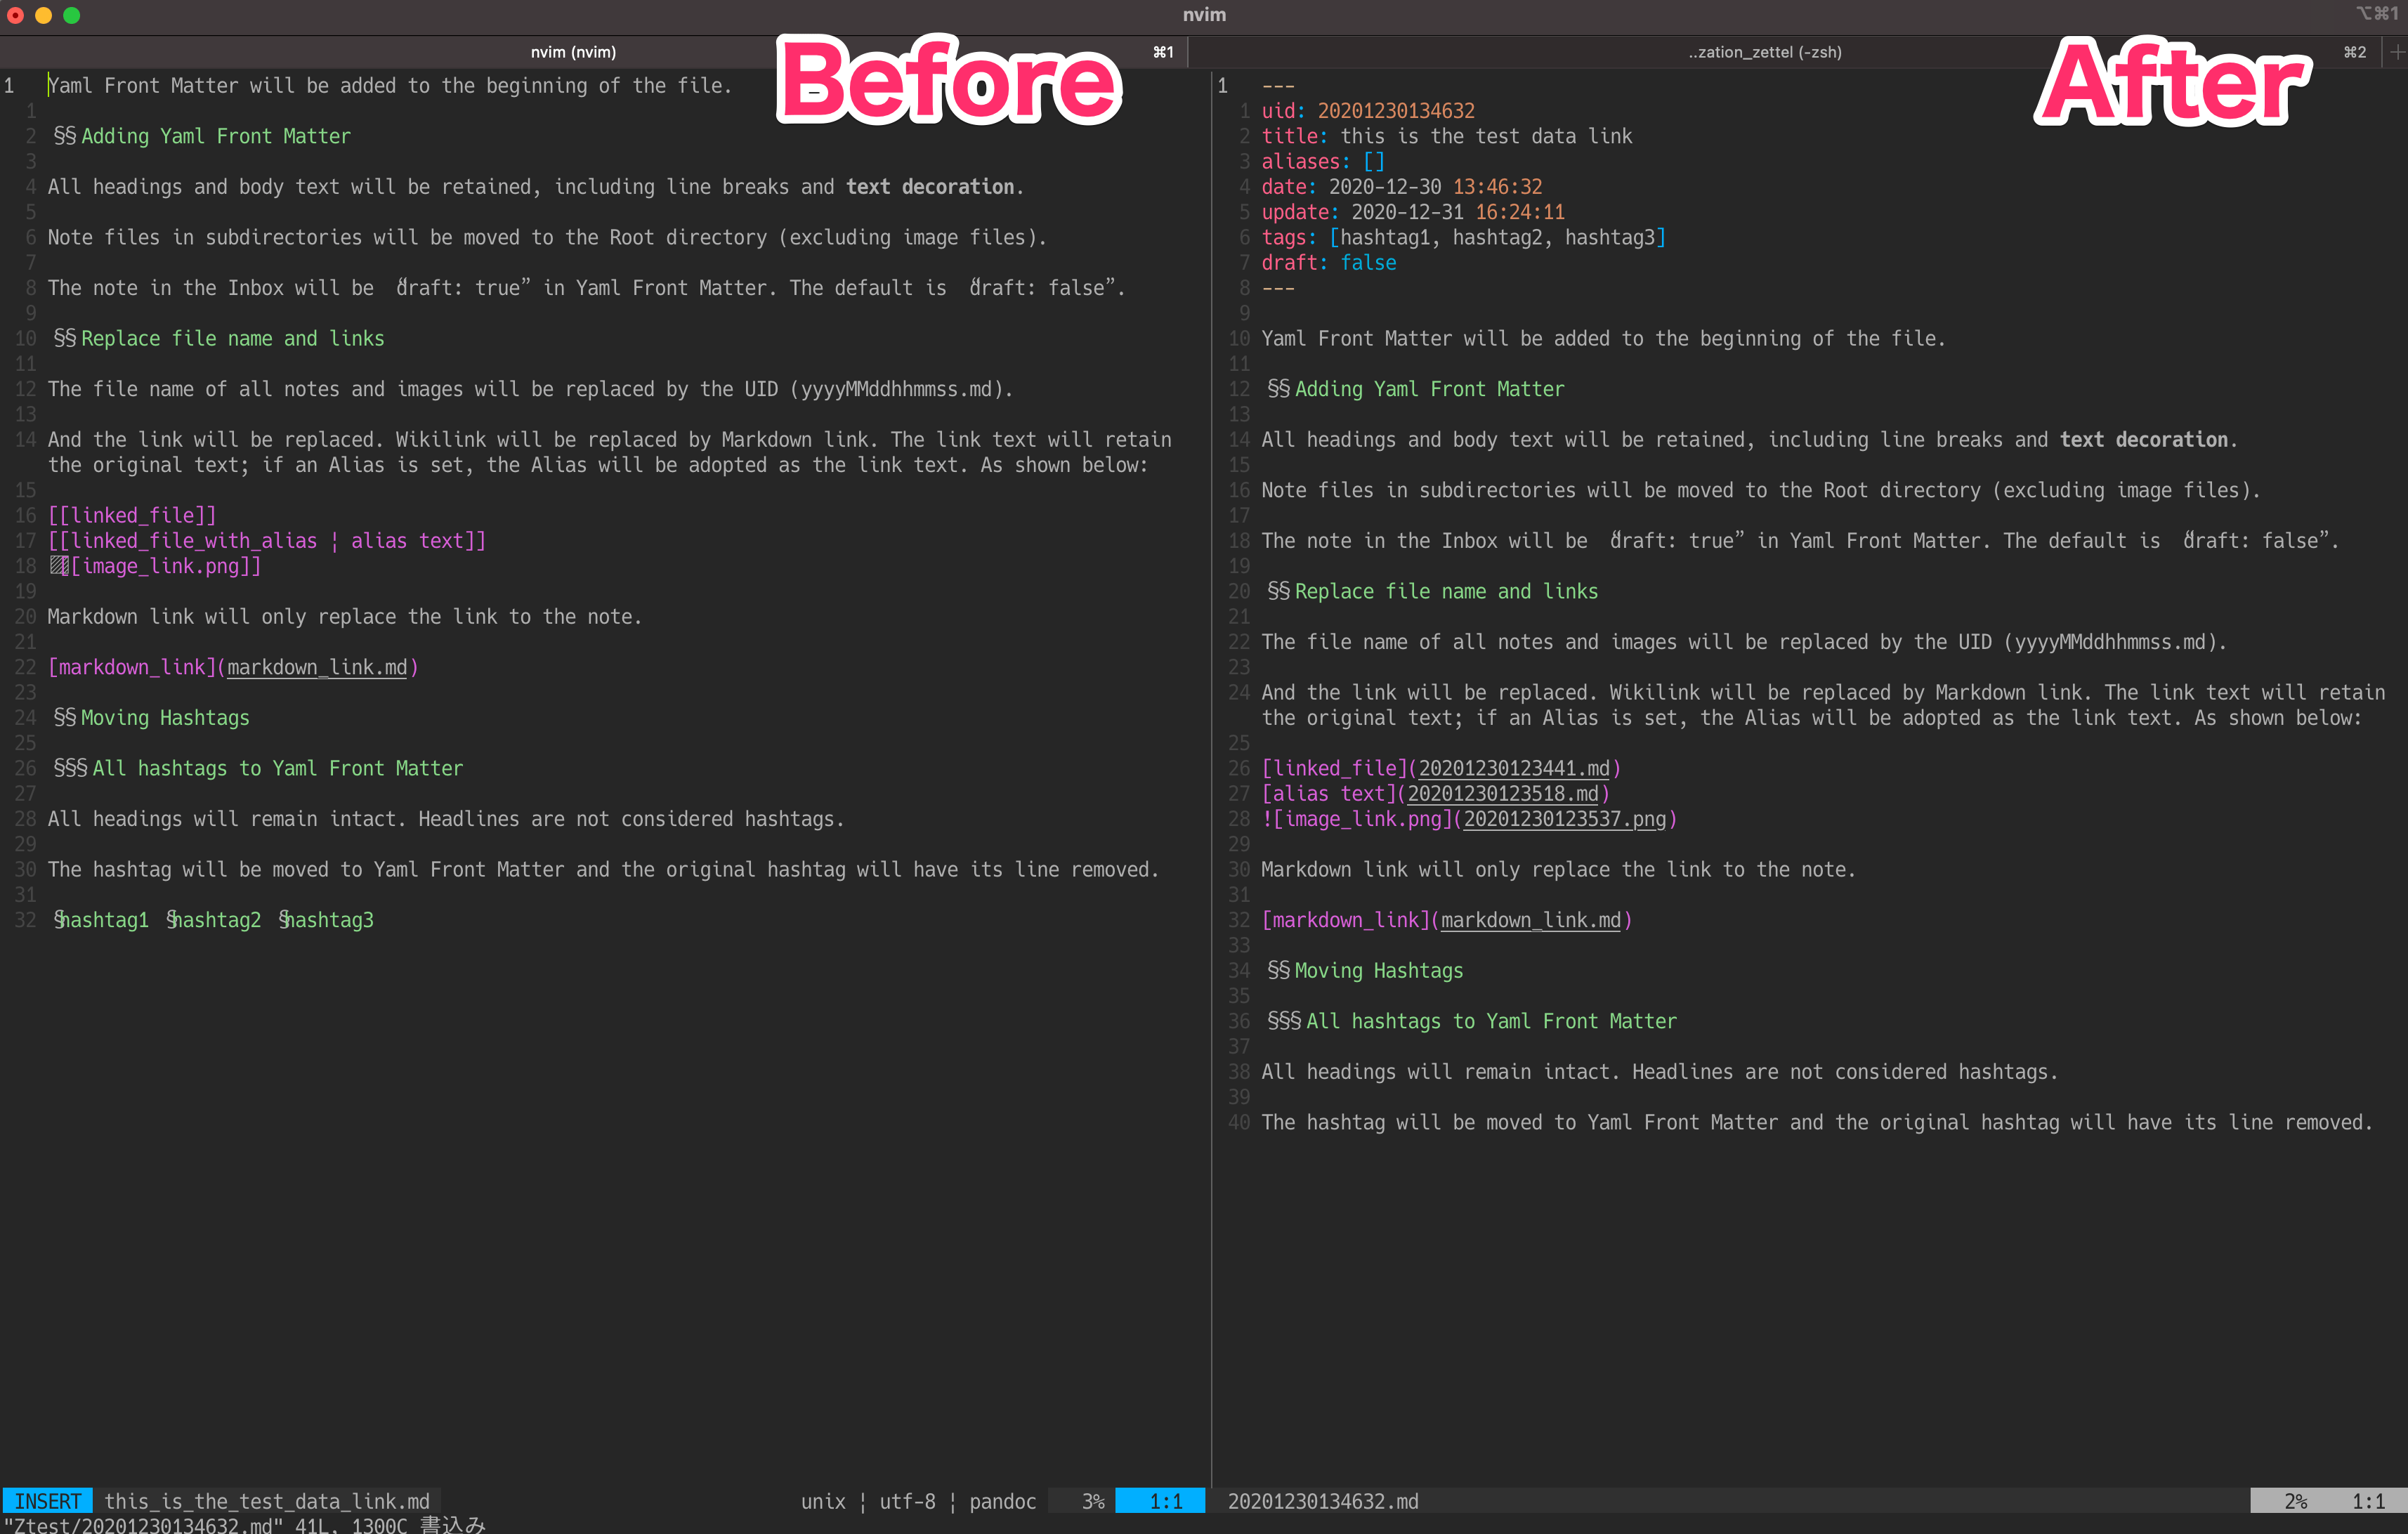 nvim
⌥⌘1
nvim (nvim)
⌘1
..zation_zettel (-zsh)
⌘2
+
Before
After
1 Yaml Front Matter will be added to the beginning of the file.
1
2 §§ Adding Yaml Front Matter
3
4 All headings and body text will be retained, including line breaks and text decoration.
5
6 Note files in subdirectories will be moved to the Root directory (excluding image files).
7
8 The note in the Inbox will be “draft: true” in Yaml Front Matter. The default is “draft: false”.
9
10 §§ Replace file name and links
11
12 The file name of all notes and images will be replaced by the UID (yyyyMMddhhmmss.md).
13
14 And the link will be replaced. Wikilink will be replaced by Markdown link. The link text will retain
the original text; if an Alias is set, the Alias will be adopted as the link text. As shown below:
15
16 [[linked_file]]
17 [[linked_file_with_alias ¦ alias text]]
18 ▨[[image_link.png]]
19
20 Markdown link will only replace the link to the note.
21
22 [markdown_link](markdown_link.md)
23
24 §§ Moving Hashtags
25
26 §§§ All hashtags to Yaml Front Matter
27
28 All headings will remain intact. Headlines are not considered hashtags.
29
30 The hashtag will be moved to Yaml Front Matter and the original hashtag will have its line removed.
31
32 §hashtag1 §hashtag2 §hashtag3
1 ---
1 uid: 20201230134632
2 title: this is the test data link
3 aliases: []
4 date: 2020-12-30 13:46:32
5 update: 2020-12-31 16:24:11
6 tags: [hashtag1, hashtag2, hashtag3]
7 draft: false
8 ---
9
10 Yaml Front Matter will be added to the beginning of the file.
11
12 §§ Adding Yaml Front Matter
13
14 All headings and body text will be retained, including line breaks and text decoration.
15
16 Note files in subdirectories will be moved to the Root directory (excluding image files).
17
18 The note in the Inbox will be “draft: true” in Yaml Front Matter. The default is “draft: false”.
19
20 §§ Replace file name and links
21
22 The file name of all notes and images will be replaced by the UID (yyyyMMddhhmmss.md).
23
24 And the link will be replaced. Wikilink will be replaced by Markdown link. The link text will retain
the original text; if an Alias is set, the Alias will be adopted as the link text. As shown below:
25
26 [linked_file](20201230123441.md)
27 [alias text](20201230123518.md)
28 ![image_link.png](20201230123537.png)
29
30 Markdown link will only replace the link to the note.
31
32 [markdown_link](markdown_link.md)
33
34 §§ Moving Hashtags
35
36 §§§ All hashtags to Yaml Front Matter
37
38 All headings will remain intact. Headlines are not considered hashtags.
39
40 The hashtag will be moved to Yaml Front Matter and the original hashtag will have its line removed.
INSERT this_is_the_test_data_link.md unix ¦ utf-8 ¦ pandoc 3% 1:1
20201230134632.md 2% 1:1
"Ztest/20201230134632.md" 41L, 1300C 書込み